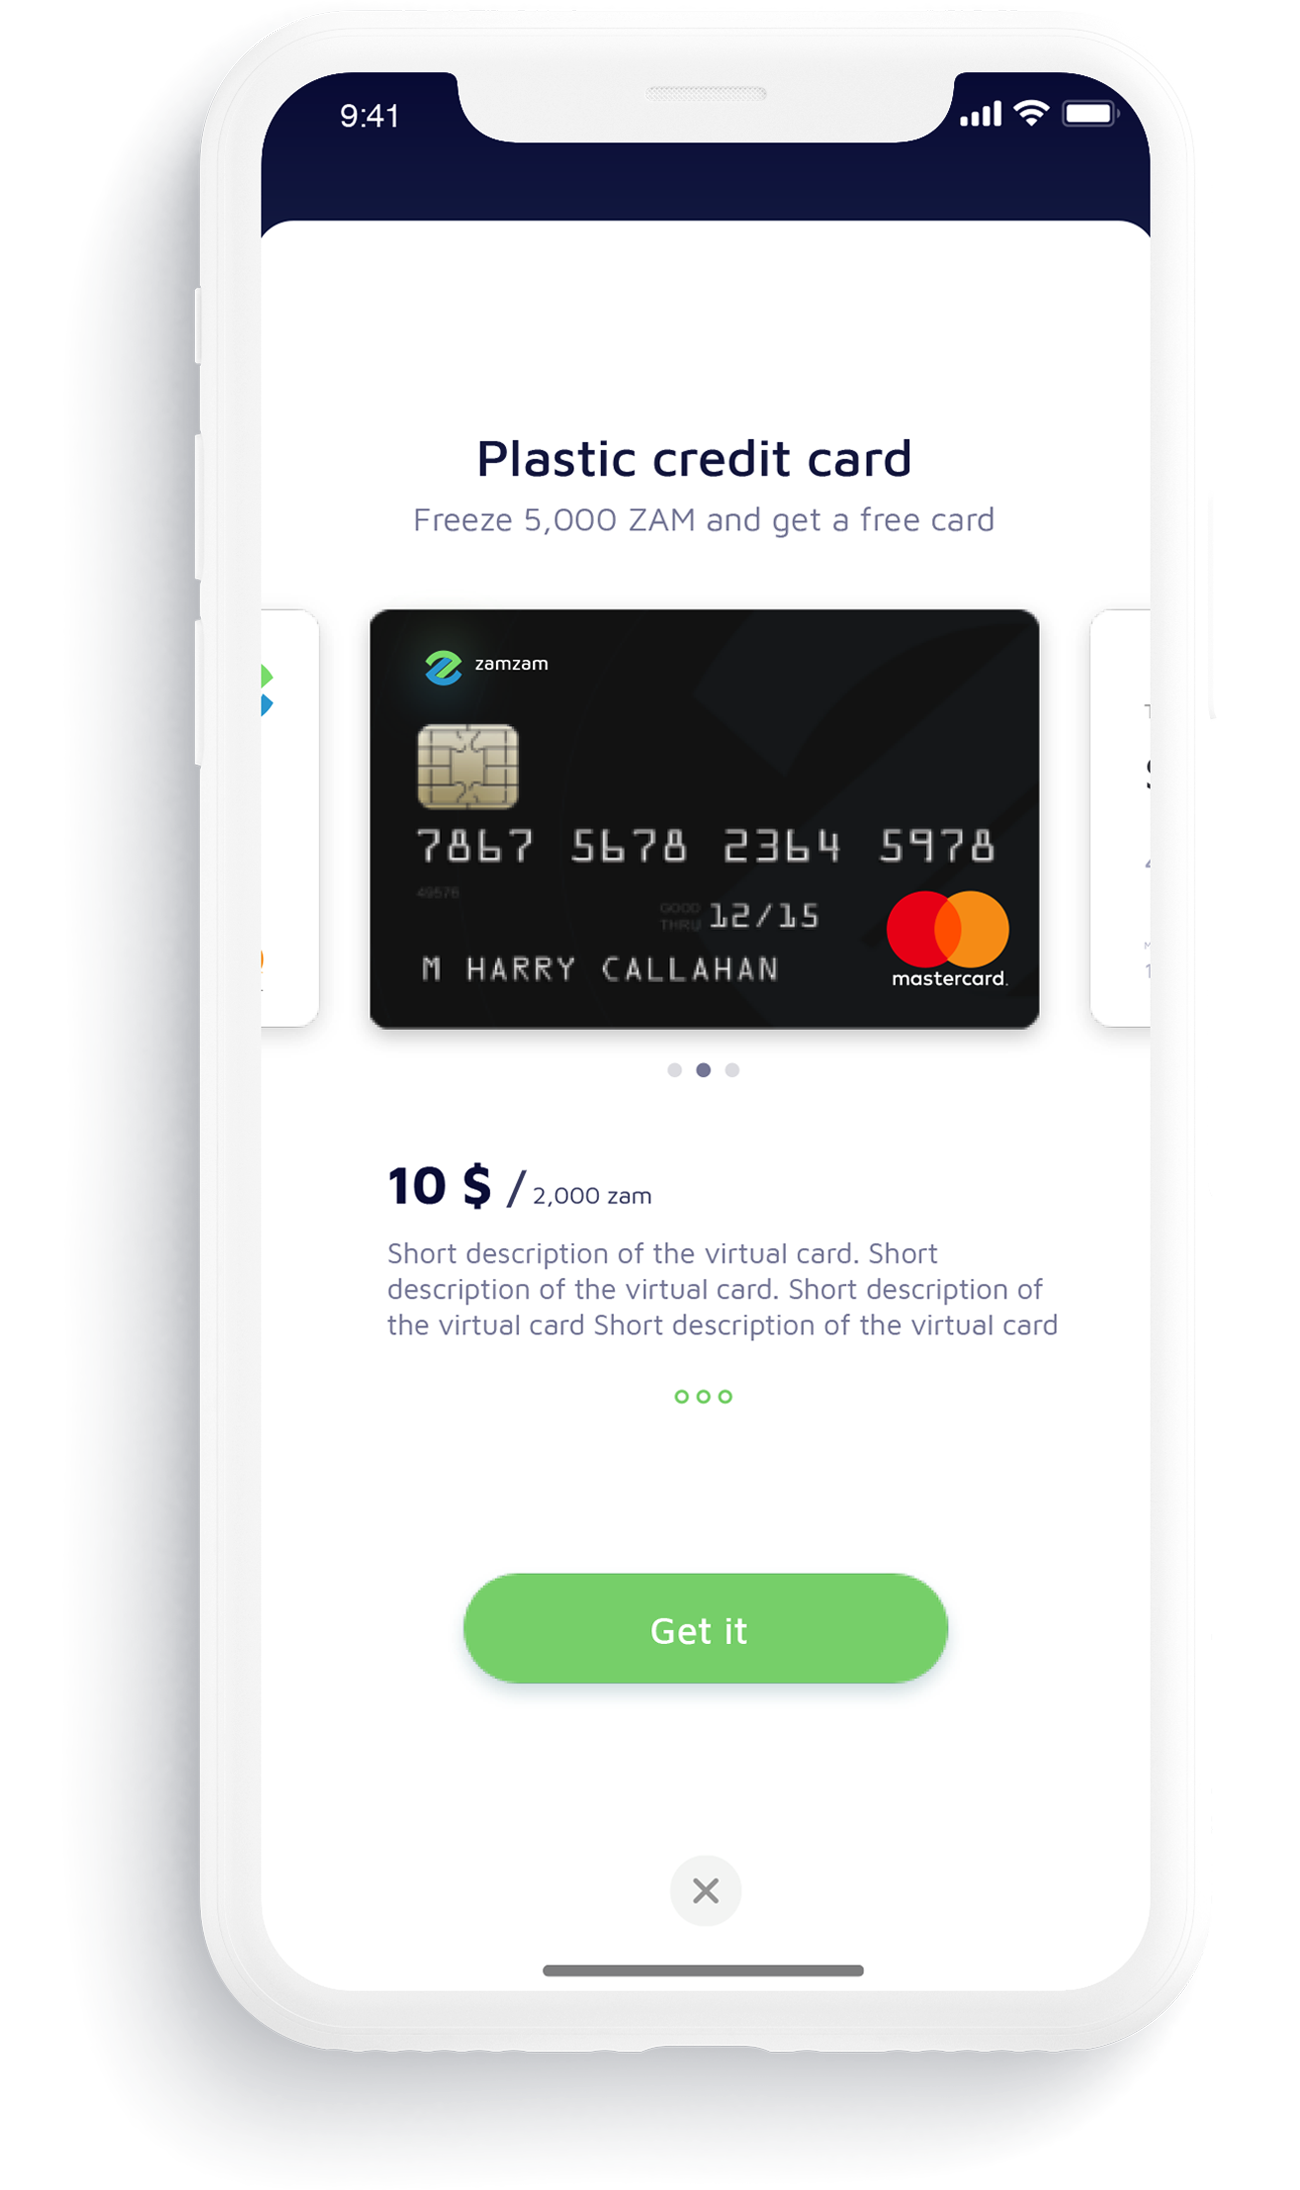 9:41
Plastic credit card
Freeze 5,000 ZAM and get a free card
zamzam
7867 5678 2364 5978
49576
GOOD THRU 12/15
M HARRY CALLAHAN
mastercard.
10 $ / 2,000 zam
Short description of the virtual card. Short
description of the virtual card. Short description of
the virtual card Short description of the virtual card
Get it